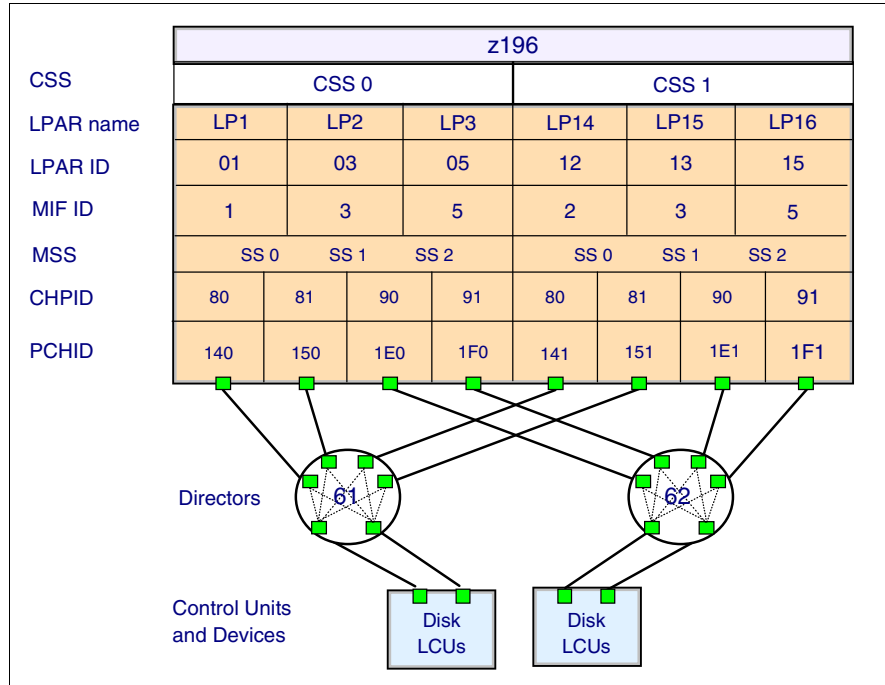 z196
CSS CSS 0 CSS 1
LPAR name LP1 LP2 LP3 LP14 LP15 LP16
LPAR ID 01 03 05 12 13 15
MIF ID 1 3 5 2 3 5
MSS SS 0 SS 1 SS 2 SS 0 SS 1 SS 2
CHPID 80 81 90 91 80 81 90 91
PCHID 140 150 1E0 1F0 141 151 1E1 1F1
Directors 61 62
Control Units
and Devices
Disk
LCUs
Disk
LCUs